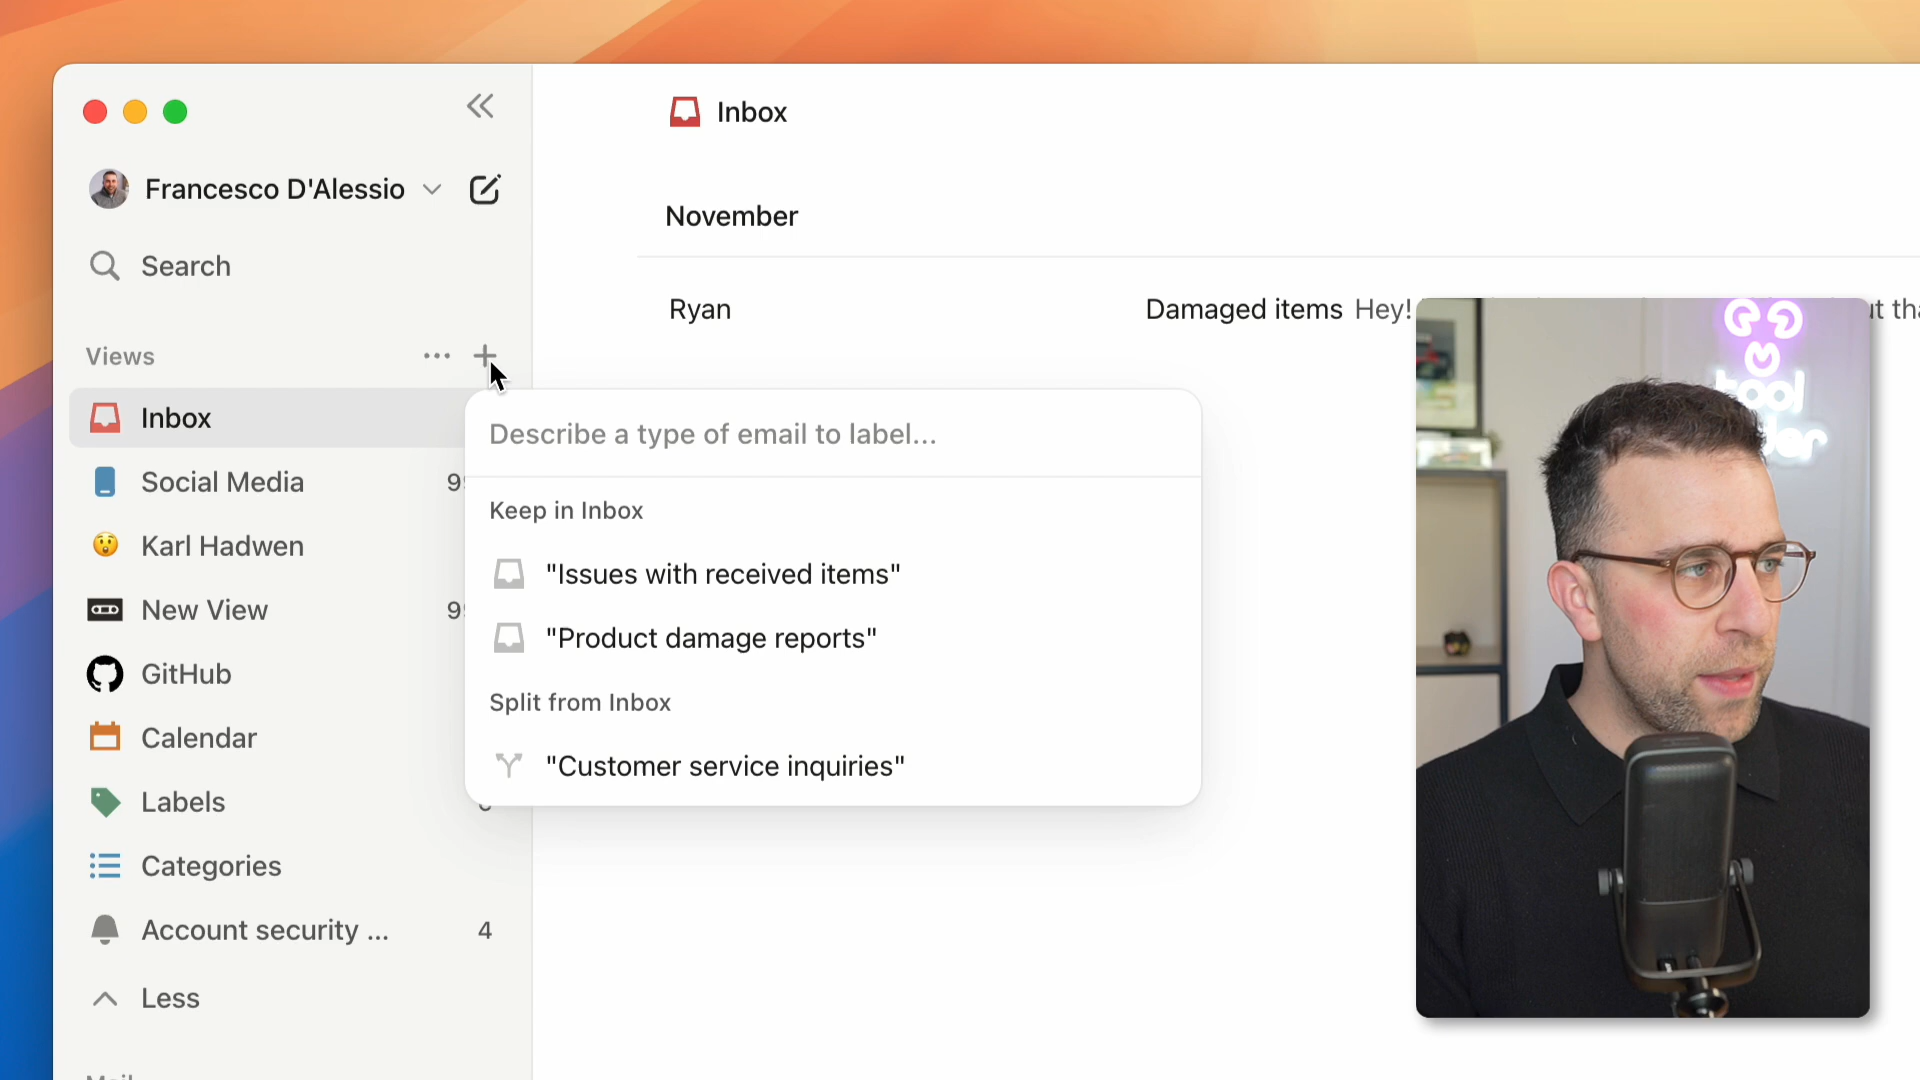 Inbox
Francesco D'Alessio
November
Search
Ryan
Damaged items Hey!
Views
Inbox
Describe a type of email to label...
Social Media
Keep in Inbox
Karl Hadwen
"Issues with received items"
New View
"Product damage reports"
GitHub
Split from Inbox
Calendar
"Customer service inquiries"
Labels
Categories
Account security ... 4
Less
tool